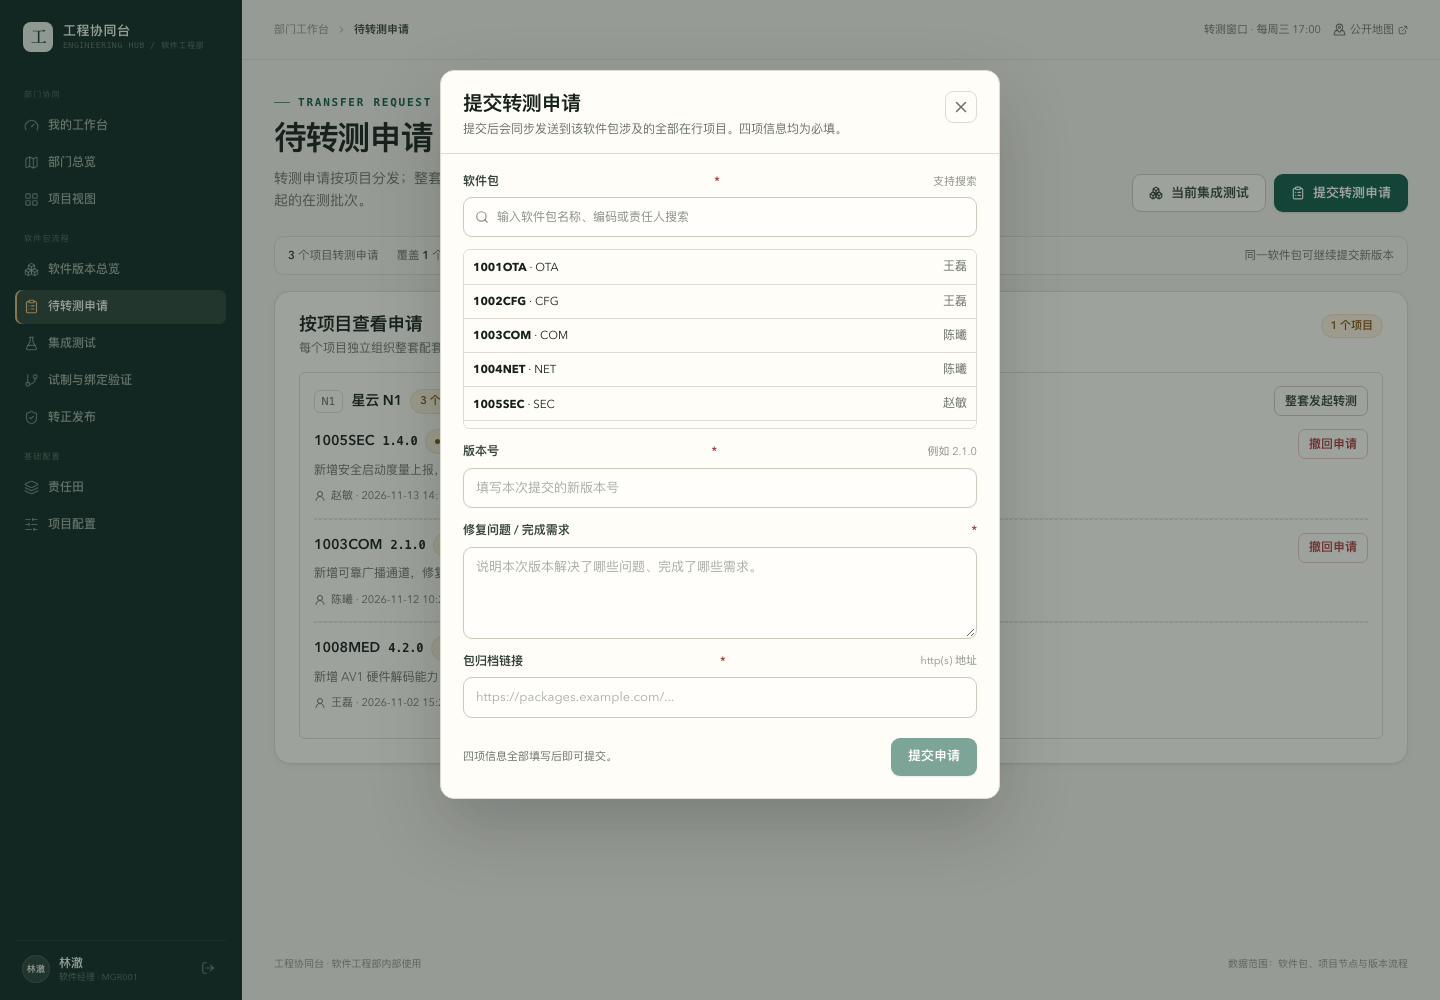 工
工程协同台
ENGINEERING HUB / 软件工程部
部门协同
我的工作台
部门总览
项目视图
软件包流程
软件版本总览
待转测申请
集成测试
试制与绑定验证
转正发布
基础配置
责任田
项目配置
林澈
林澈
软件经理 · MGR001
部门工作台
待转测申请
转测窗口 · 每周三 17:00
公开地图
TRANSFER REQUEST
待转测申请
转测申请按项目分发；整套
起的在测批次。
当前集成测试
提交转测申请
3 个项目转测申请
覆盖 1 个
同一软件包可继续提交新版本
按项目查看申请
每个项目独立组织整套配套
1 个项目
N1
星云 N1
3 个
整套发起转测
1005SEC 1.4.0
新增安全启动度量上报,
赵敏 · 2026-11-13 14:
撤回申请
1003COM 2.1.0
新增可靠广播通道，修复
陈曦 · 2026-11-12 10:2
撤回申请
1008MED 4.2.0
新增 AV1 硬件解码能力
王磊 · 2026-11-02 15:2
提交转测申请
提交后会同步发送到该软件包涉及的全部在行项目。四项信息均为必填。
软件包
*
支持搜索
输入软件包名称、编码或责任人搜索
1001OTA · OTA
王磊
1002CFG · CFG
王磊
1003COM · COM
陈曦
1004NET · NET
陈曦
1005SEC · SEC
赵敏
版本号
*
例如 2.1.0
填写本次提交的新版本号
修复问题 / 完成需求
*
说明本次版本解决了哪些问题、完成了哪些需求。
包归档链接
*
http(s) 地址
https://packages.example.com/...
四项信息全部填写后即可提交。
提交申请
工程协同台 · 软件工程部内部使用
数据范围：软件包、项目节点与版本流程